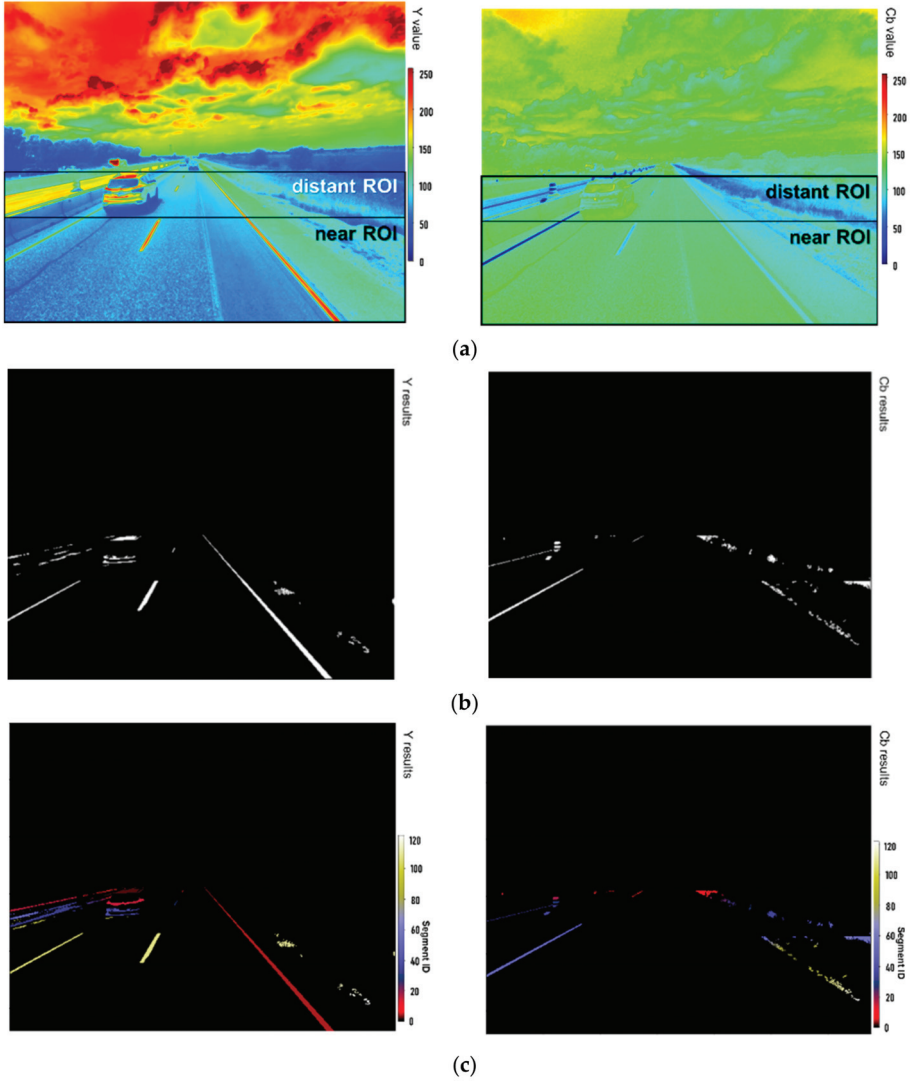 Y value
250
200
150
100
50
0
distant ROI
near ROI
Cb value
250
200
150
100
50
0
distant ROI
near ROI
(a)
Y results
Cb results
(b)
Y results
120
100
80
60
40
20
0
Segment ID
Cb results
120
100
80
60
40
20
0
Segment ID
(c)